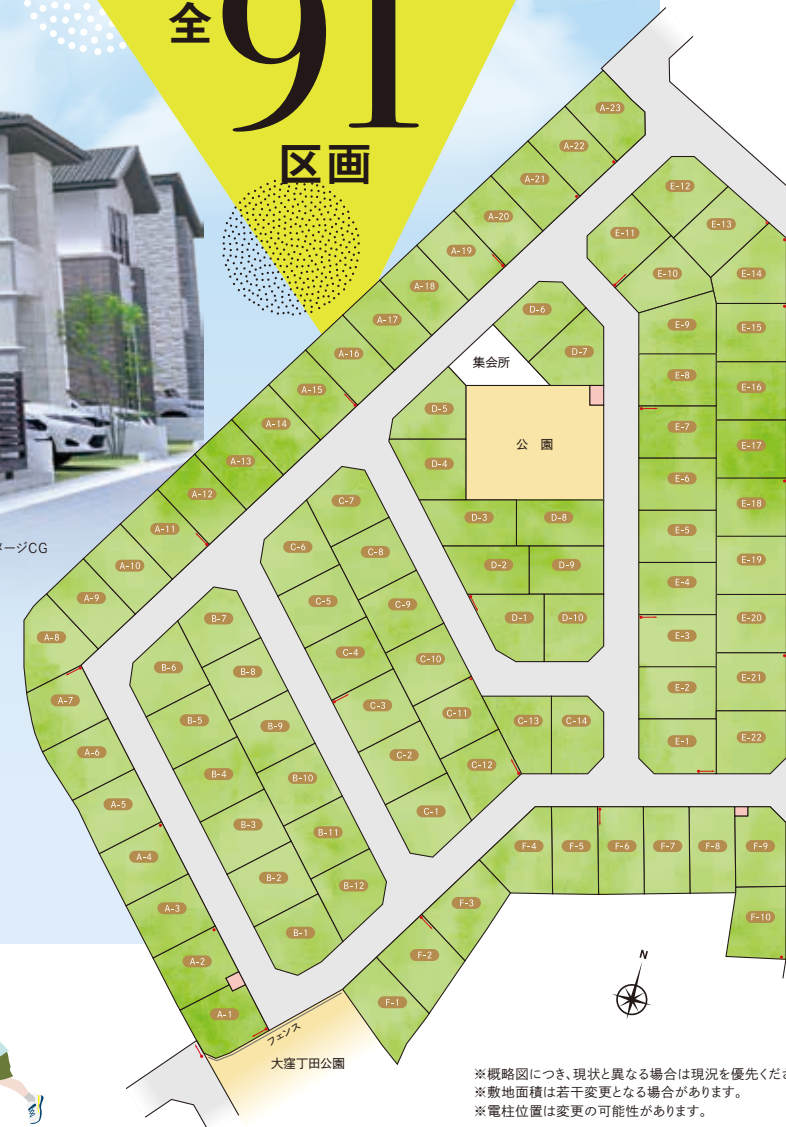 全91
区画
メージCG
A-23
A-22
A-21
A-20
A-19
A-18
A-17
A-16
A-15
A-14
A-13
A-12
A-11
A-10
A-9
A-8
A-7
A-6
A-5
A-4
A-3
A-2
A-1
B-7
B-6
B-8
B-5
B-9
B-4
B-10
B-3
B-11
B-2
B-12
B-1
C-7
C-6
C-8
C-5
C-9
C-4
C-10
C-3
C-11
C-2
C-12
C-1
C-13
C-14
D-6
D-7
集会所
D-5
公園
D-4
D-3
D-8
D-2
D-9
D-1
D-10
E-12
E-13
E-11
E-10
E-14
E-9
E-15
E-8
E-16
E-7
E-17
E-6
E-18
E-5
E-19
E-4
E-20
E-3
E-21
E-2
E-22
E-1
F-4
F-5
F-6
F-7
F-8
F-9
F-10
F-3
F-2
F-1
N
フェンス
大窪丁田公園
※概略図につき、現状と異なる場合は現況を優先くださ
※敷地面積は若干変更となる場合があります。
※電柱位置は変更の可能性があります。